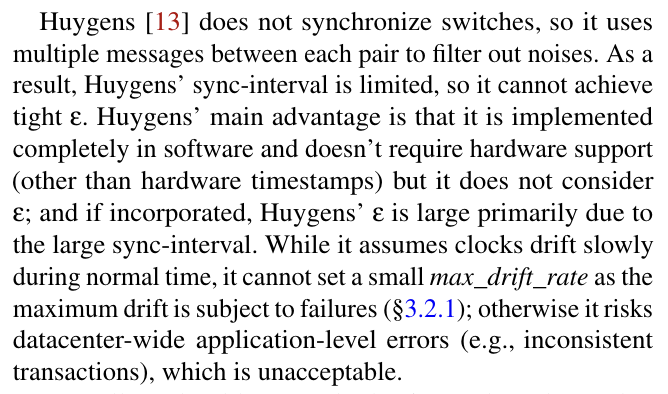 Huygens [13] does not synchronize switches, so it uses
multiple messages between each pair to filter out noises. As a
result, Huygens’ sync-interval is limited, so it cannot achieve
tight ε. Huygens’ main advantage is that it is implemented
completely in software and doesn’t require hardware support
(other than hardware timestamps) but it does not consider
ε; and if incorporated, Huygens’ ε is large primarily due to
the large sync-interval. While it assumes clocks drift slowly
during normal time, it cannot set a small max_drift_rate as the
maximum drift is subject to failures (§3.2.1); otherwise it risks
datacenter-wide application-level errors (e.g., inconsistent
transactions), which is unacceptable.